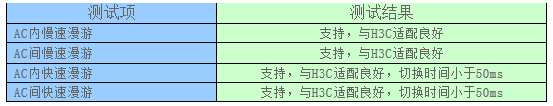 测试项 测试结果
AC内慢速漫游 支持，与H3C适配良好
AC间慢速漫游 支持，与H3C适配良好
AC内快速漫游 支持，与H3C适配良好，切换时间小于50ms
AC间快速漫游 支持，与H3C适配良好，切换时间小于50ms